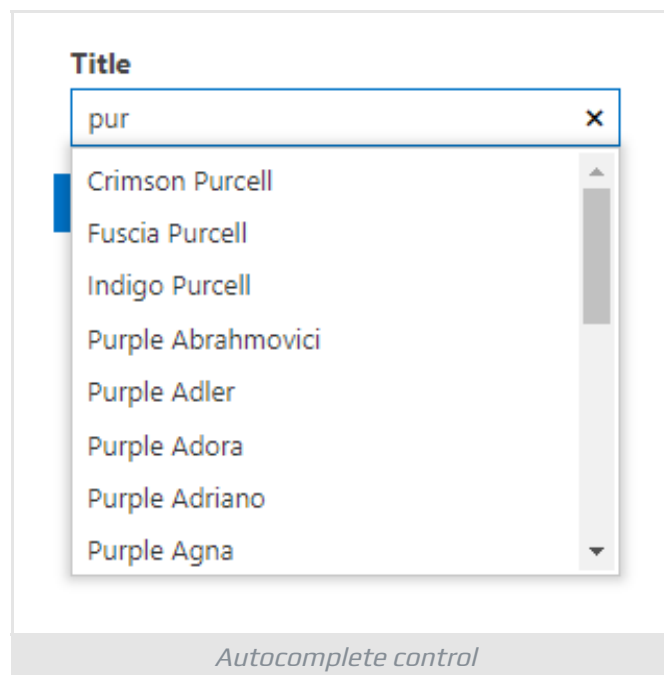 Title
pur
Crimson Purcell
Fuscia Purcell
Indigo Purcell
Purple Abrahmovici
Purple Adler
Purple Adora
Purple Adriano
Purple Agna
Autocomplete control